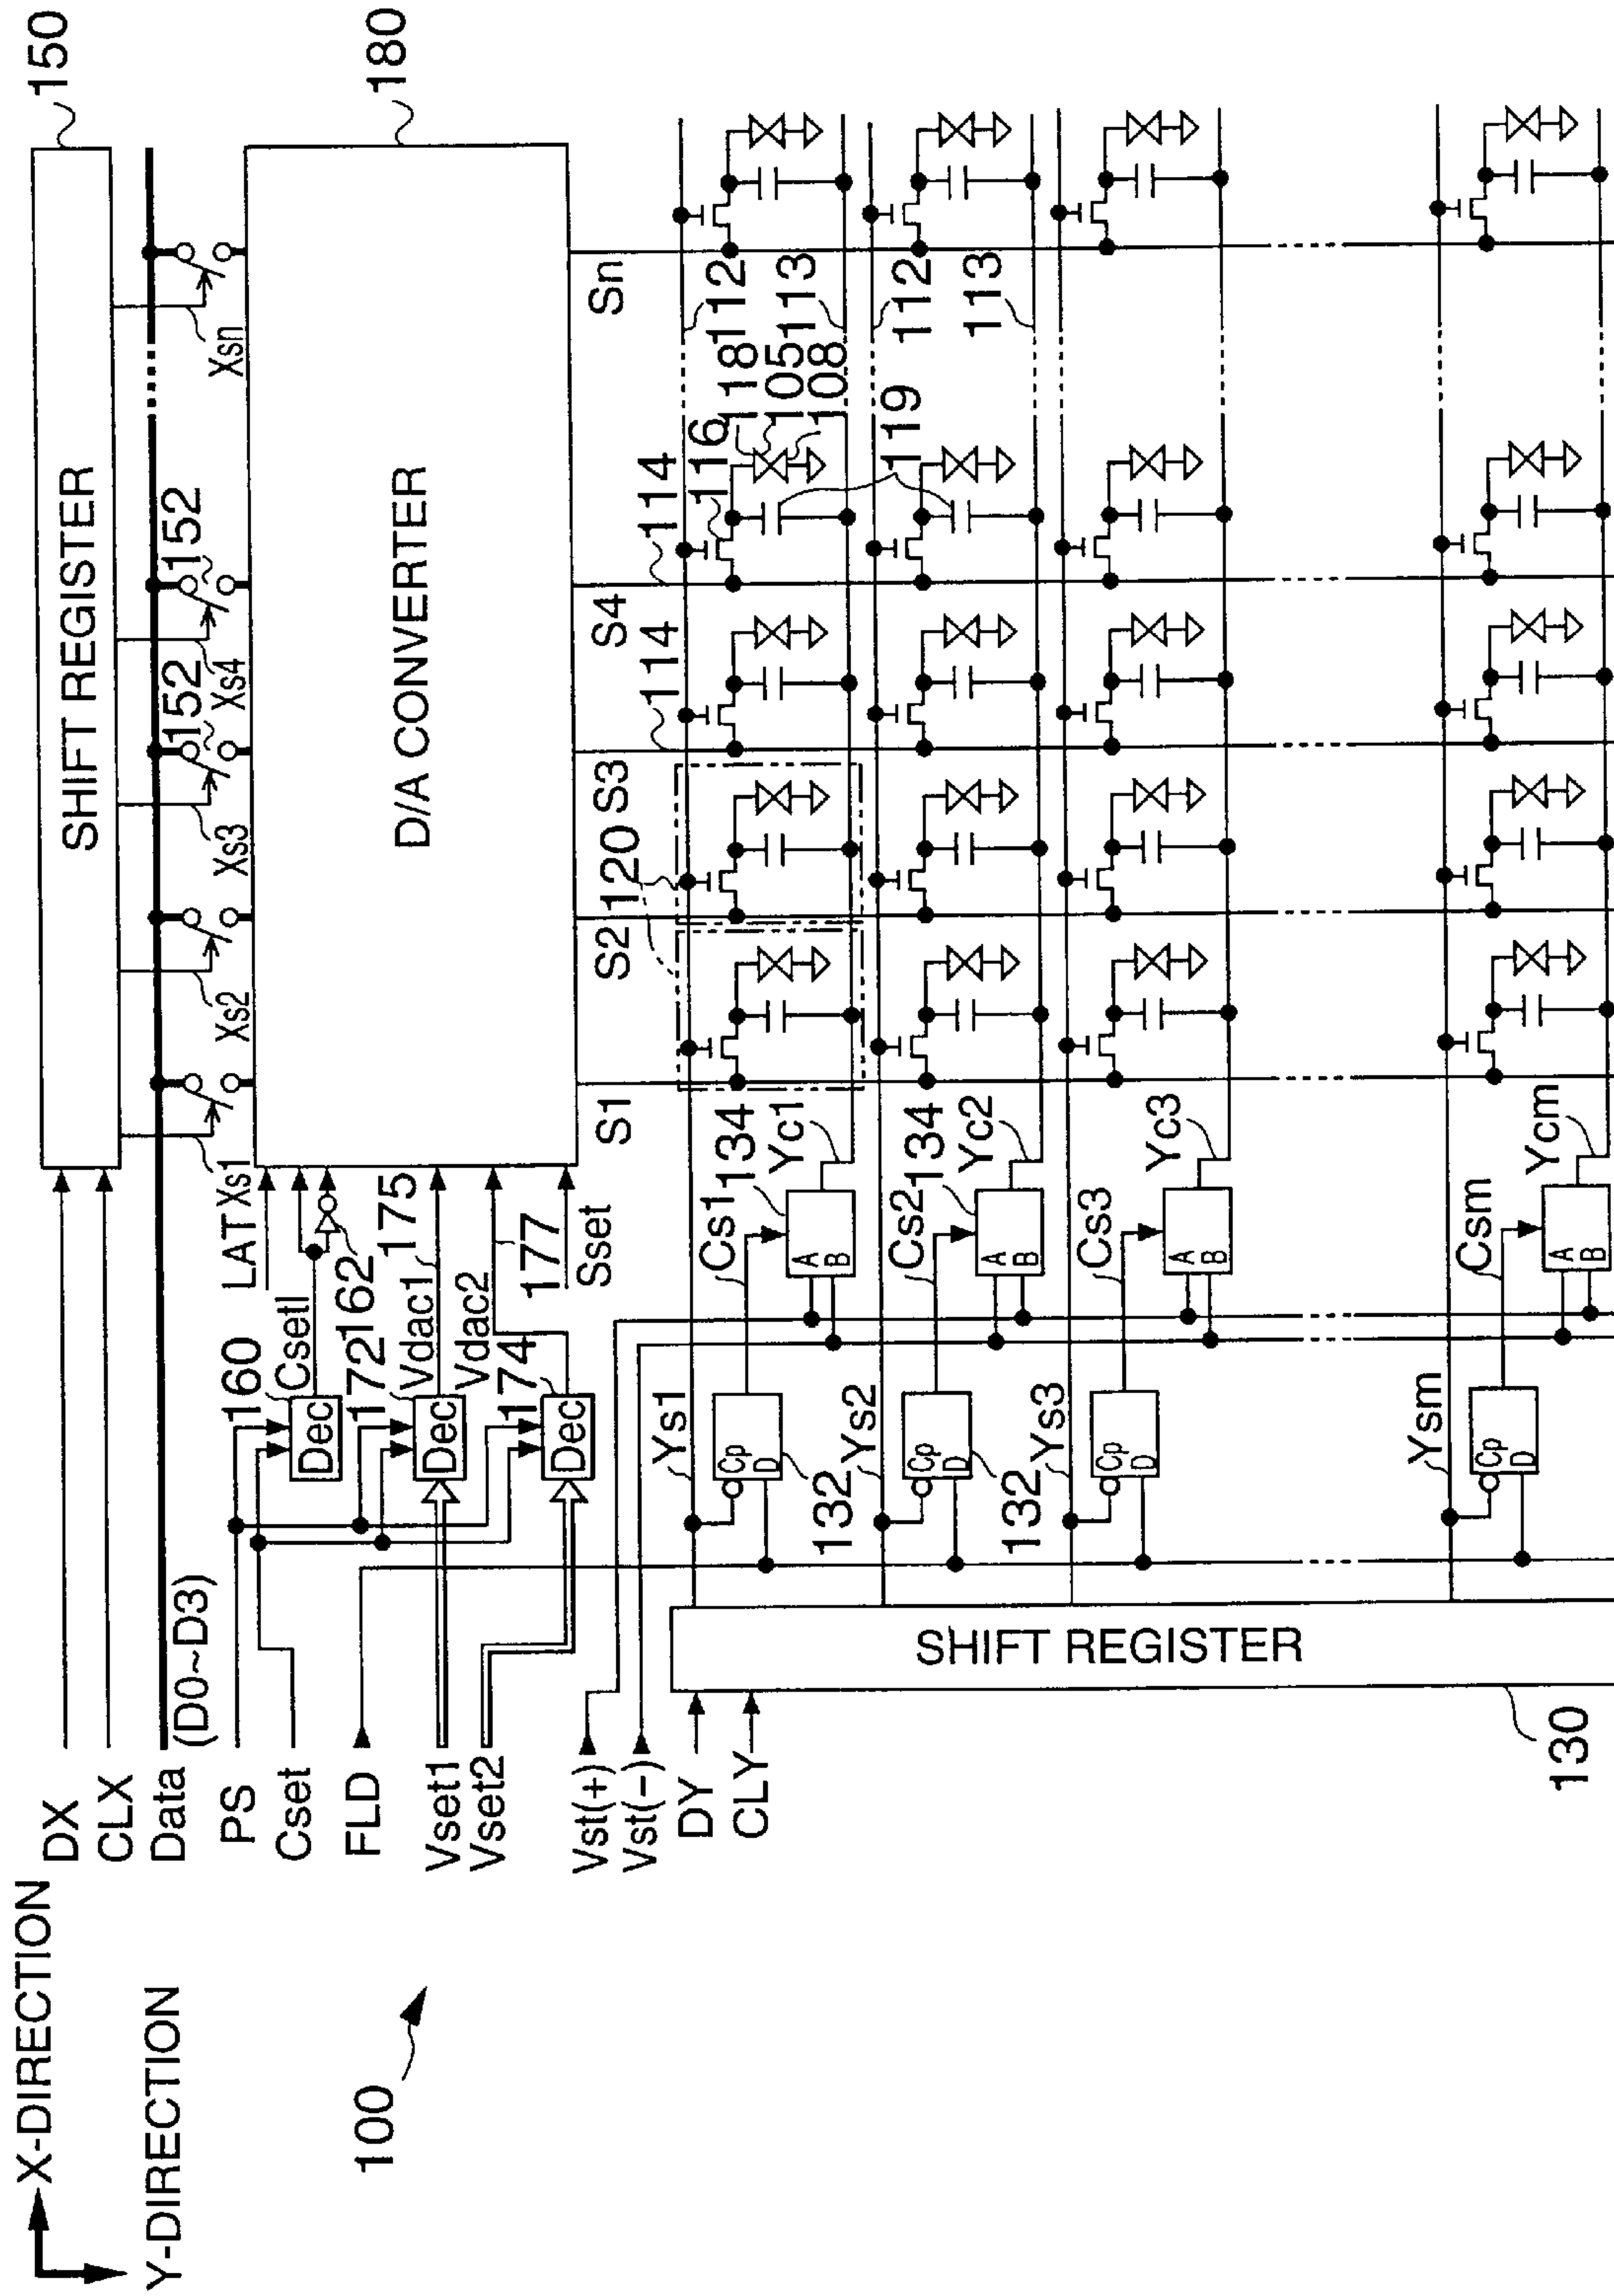 X-DIRECTION
Y-DIRECTION
100
DX
CLX
Data
(D0~D3)
PS
Cset
FLD
Vset1
Vset2
Vst(+)
Vst(-)
DY
CLY
SHIFT REGISTER
150
Xs1
Xs2
Xs3
Xs4
Xsn
152
152
LAT
D/A CONVERTER
180
160
Csetl
Dec
162
172
Vdac1
175
Dec
Vdac2
174
177
Dec
Sset
S1
S2
S3
S4
Sn
120
114
114
116
118
105
108
119
112
113
112
113
Ys1
Cp
D
132
Cs1
134
A
B
Yc1
Ys2
Cp
D
132
Cs2
134
A
B
Yc2
Ys3
Cp
D
Cs3
A
B
Yc3
Ysm
Cp
D
Csm
A
B
Ycm
SHIFT REGISTER
130